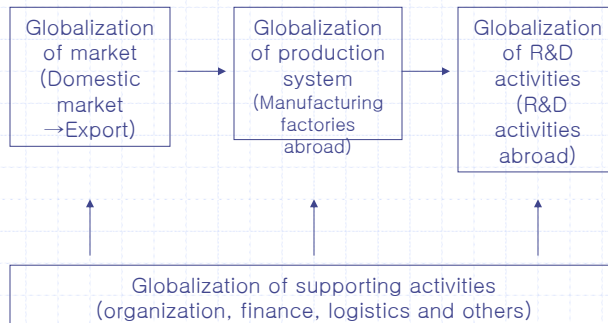 Globalization
of market
(Domestic
market
→Export)
Globalization
of production
system
(Manufacturing
factories
abroad)
Globalization
of R&D
activities
(R&D
activities
abroad)
Globalization of supporting activities
(organization, finance, logistics and others)